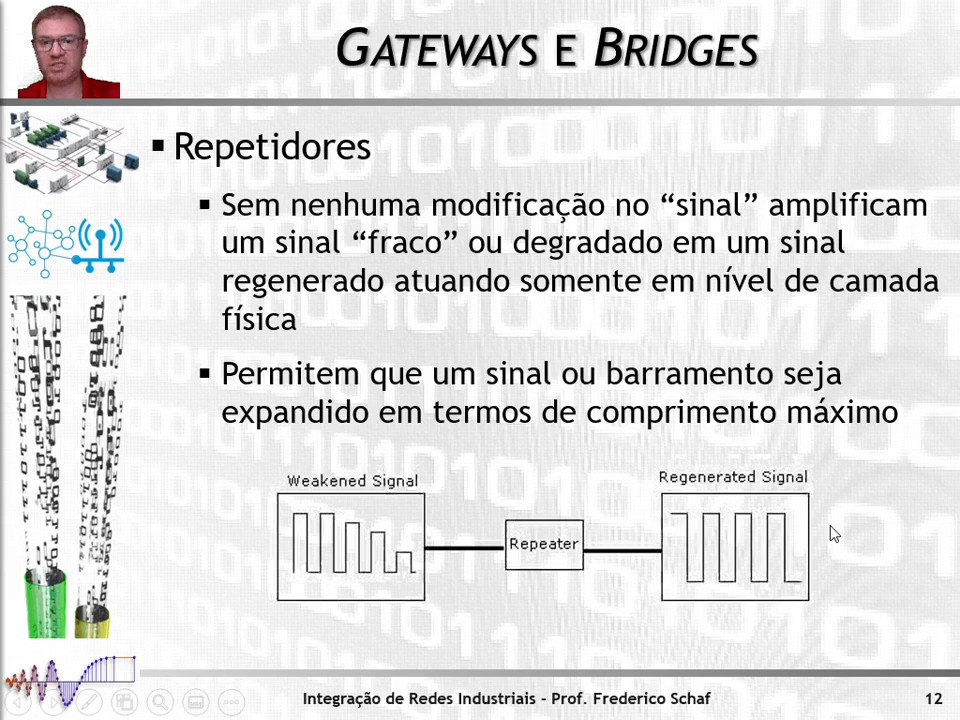 GATEWAYS E BRIDGES
Repetidores
Sem nenhuma modificação no “sinal” amplificam
um sinal “fraco” ou degradado em um sinal
regenerado atuando somente em nível de camada
física
Permitem que um sinal ou barramento seja
expandido em termos de comprimento máximo
Weakened Signal
Regenerated Signal
Repeater
Integração de Redes Industriais - Prof. Frederico Schaf
12